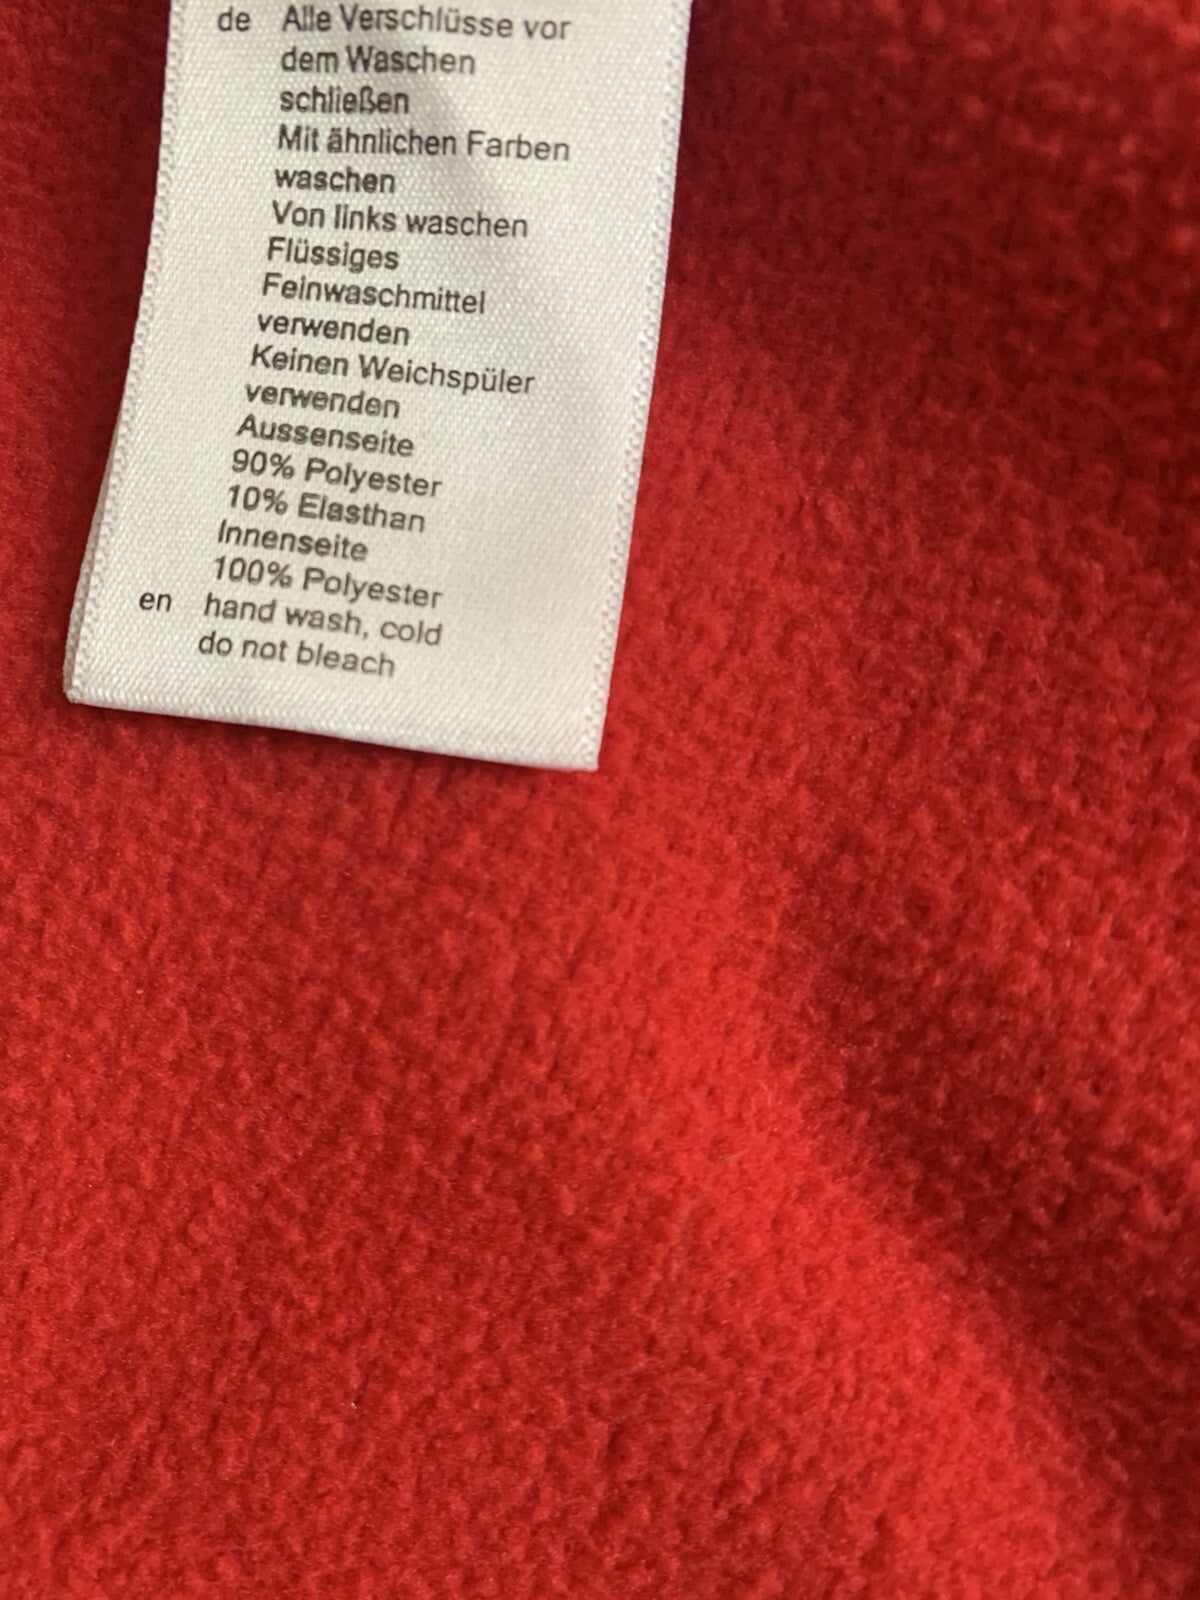 de Alle Verschlüsse vor
dem Waschen
schließen
Mit ähnlichen Farben
waschen
Von links waschen
Flüssiges
Feinwaschmittel
verwenden
Keinen Weichspüler
verwenden
Aussenseite
90% Polyester
10% Elasthan
Innenseite
100% Polyester
en hand wash, cold
do not bleach